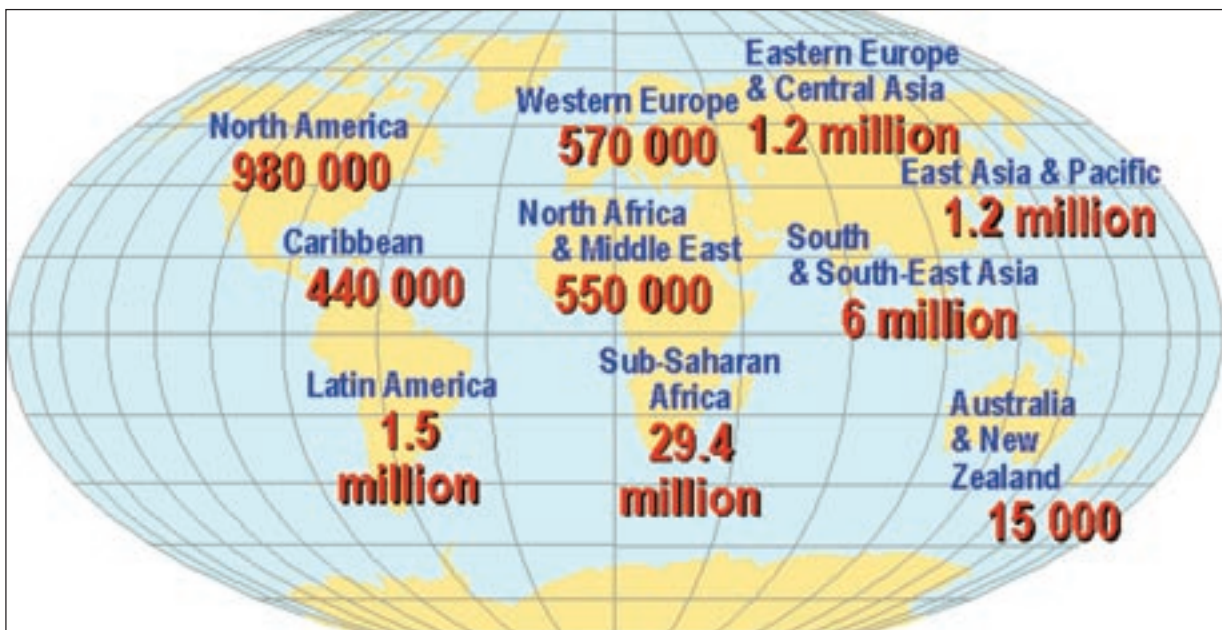 North America
980 000
Western Europe
570 000
Eastern Europe
& Central Asia
1.2 million
East Asia & Pacific
1.2 million
Caribbean
440 000
North Africa
& Middle East
550 000
South
& South-East Asia
6 million
Latin America
1.5
million
Sub-Saharan
Africa
29.4
million
Australia
& New
Zealand
15 000